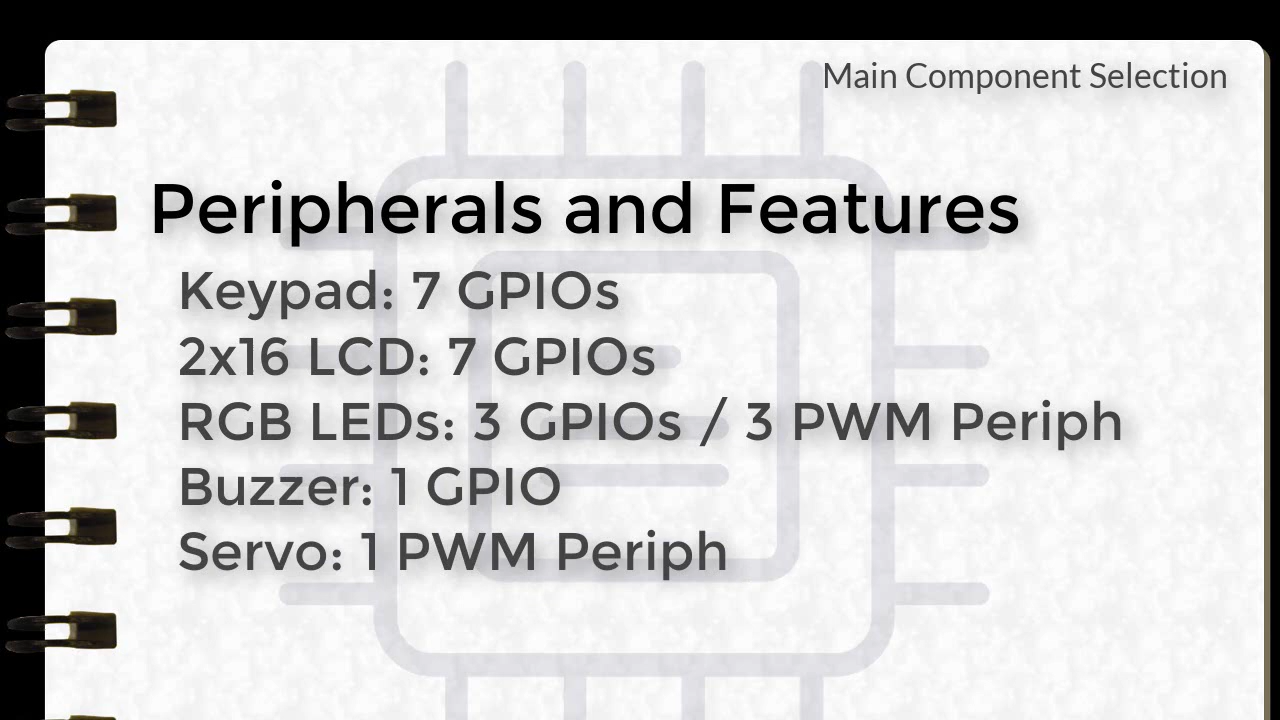 Main Component Selection
Peripherals and Features
Keypad: 7 GPIOs
2x16 LCD: 7 GPIOs
RGB LEDs: 3 GPIOs / 3 PWM Periph
Buzzer: 1 GPIO
Servo: 1 PWM Periph